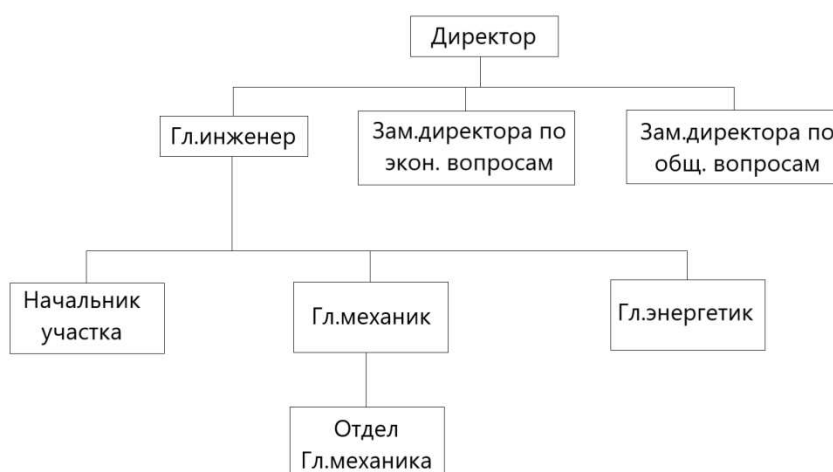 Директор
Гл.инженер
Зам.директора по
экон. вопросам
Зам.директора по
общ. вопросам
Начальник
участка
Гл.механик
Гл.энергетик
Отдел
Гл.механика